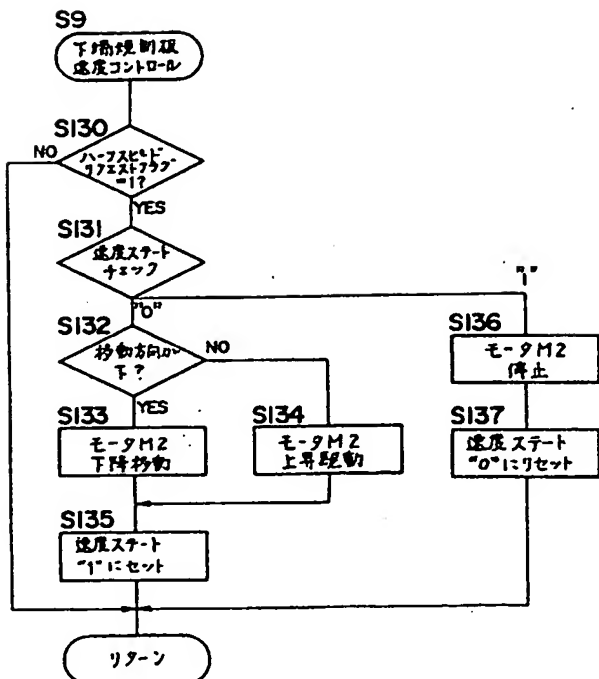 S9
下端規制板
速度コントロール
S130
ハーフスピード
リクエストフラグ
=1?
NO
YES
S131
速度ステート
チェック
"0"
"1"
S132
移動方向が
下?
NO
YES
S133
モータM2
下降移動
S134
モータM2
上昇駆動
S135
速度ステート
"1"にセット
S136
モータM2
停止
S137
速度ステート
"0"にリセット
リターン